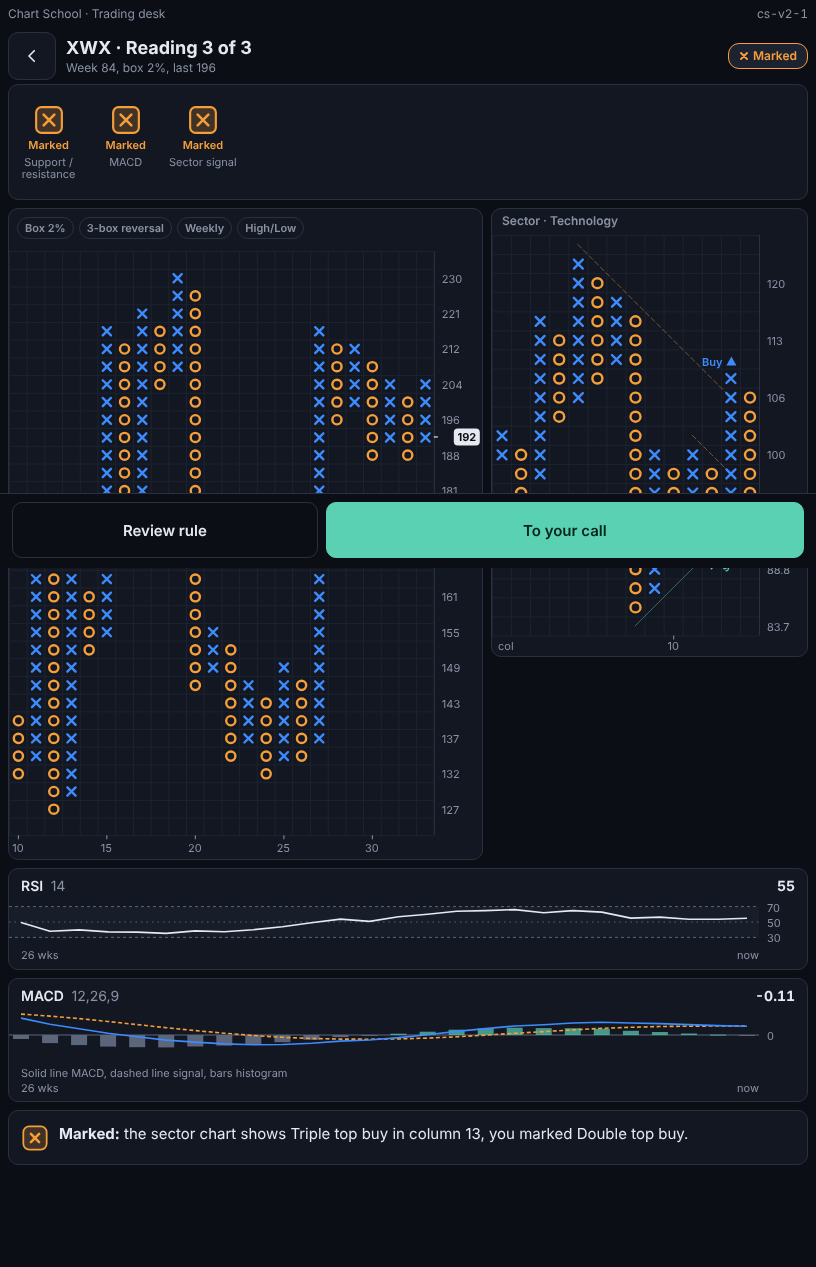 Chart School · Trading desk
cs-v2-1
XWX · Reading 3 of 3
Week 84, box 2%, last 196
Marked
Marked
Marked
Marked
Support / resistance
MACD
Sector signal
Box 2%
3-box reversal
Weekly
High/Low
230
221
212
204
196
192
188
181
Sector · Technology
Buy ▲
120
113
106
100
Review rule
To your call
161
155
149
143
137
132
127
10
15
20
25
30
88.8
83.7
col
10
RSI 14
55
70
50
30
26 wks
now
MACD 12,26,9
-0.11
0
Solid line MACD, dashed line signal, bars histogram
26 wks
now
Marked: the sector chart shows Triple top buy in column 13, you marked Double top buy.